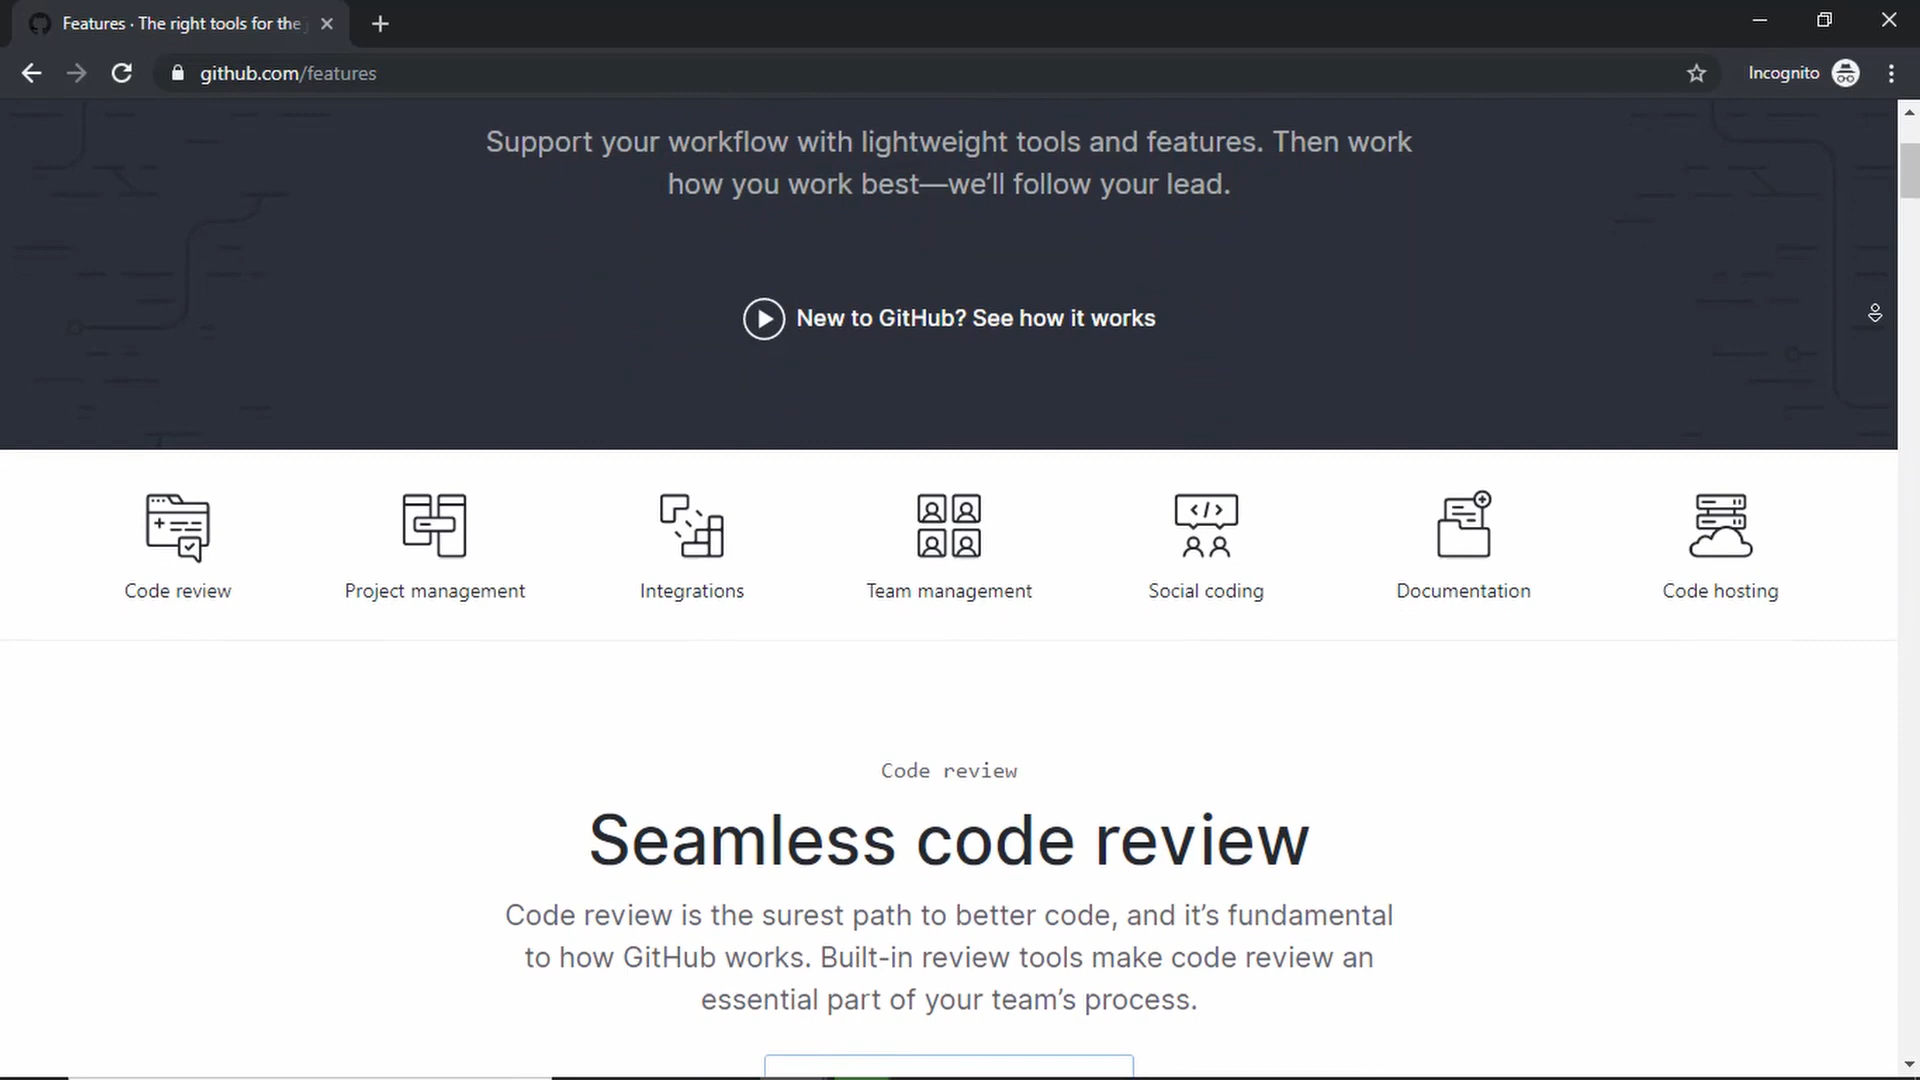 Features · The right tools for the
github.com/features
Incognito
Support your workflow with lightweight tools and features. Then work
how you work best—we’ll follow your lead.
New to GitHub? See how it works
Code review
Project management
Integrations
Team management
Social coding
Documentation
Code hosting
Code review
Seamless code review
Code review is the surest path to better code, and it’s fundamental
to how GitHub works. Built-in review tools make code review an
essential part of your team’s process.